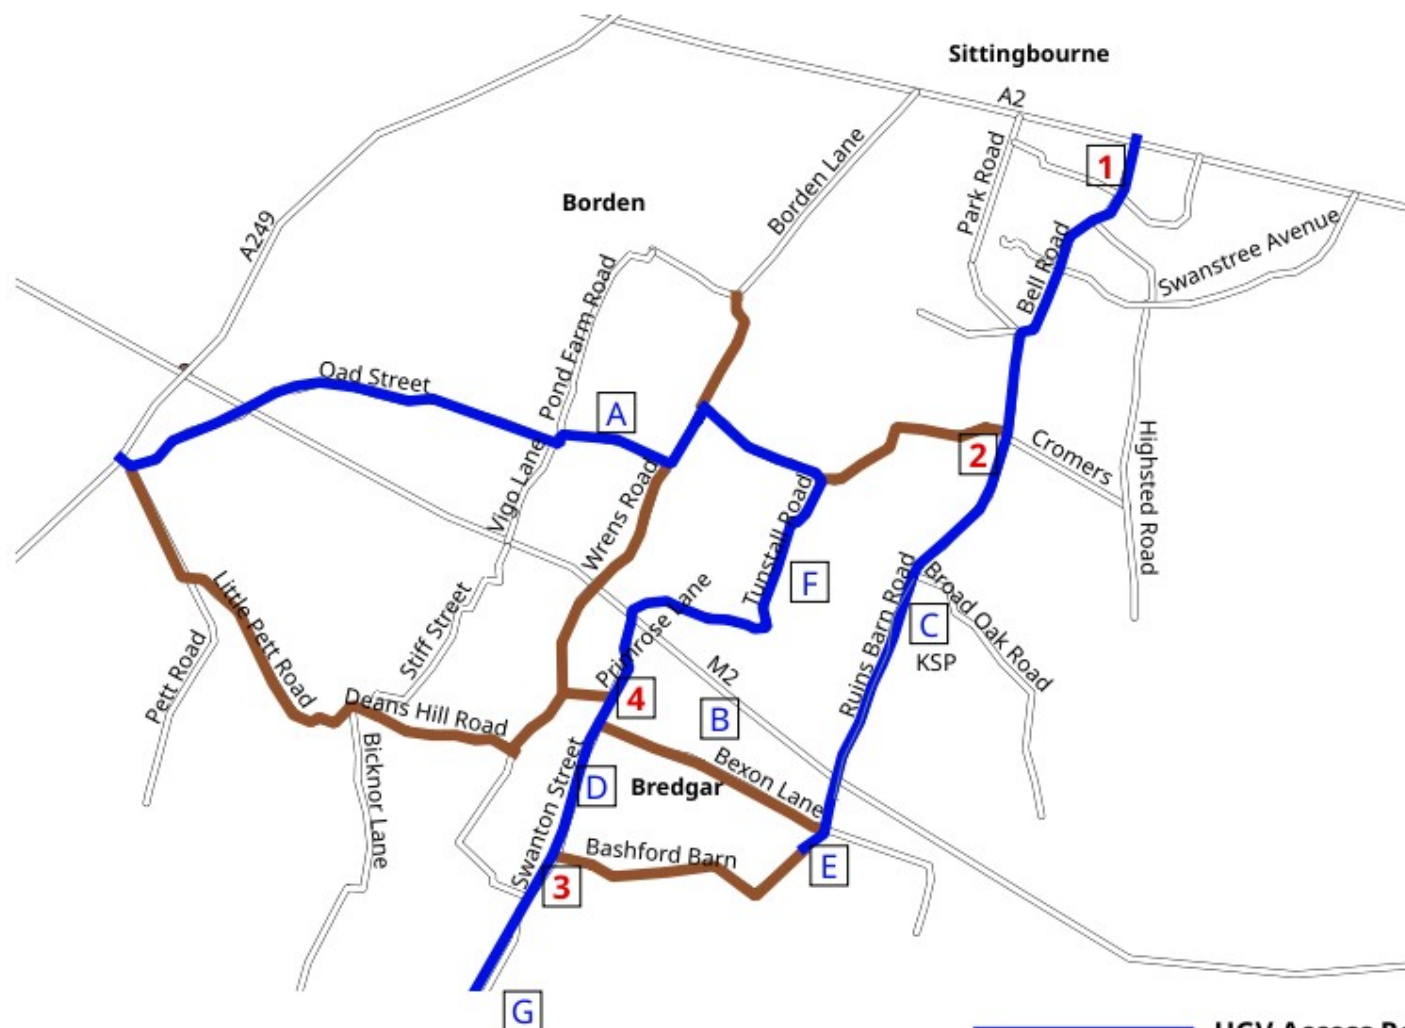 Sittingbourne
A2
1
Park Road
Borden Lane
Borden
A249
Bell Road
Swanstree Avenue
Pond Farm Road
Oad Street
A
Vigo Lane
Wrens Road
2
Cromers
Highsted Road
Tunstall Road
F
Primrose Lane
Little Pett Road
Stiff Street
Pett Road
Ruins Barn Road
Broad Oak Road
C
KSP
M2
4
B
Deans Hill Road
Bicknor Lane
Swanton Street
D
Bredgar
Bexon Lane
Bashford Barn
E
3
G